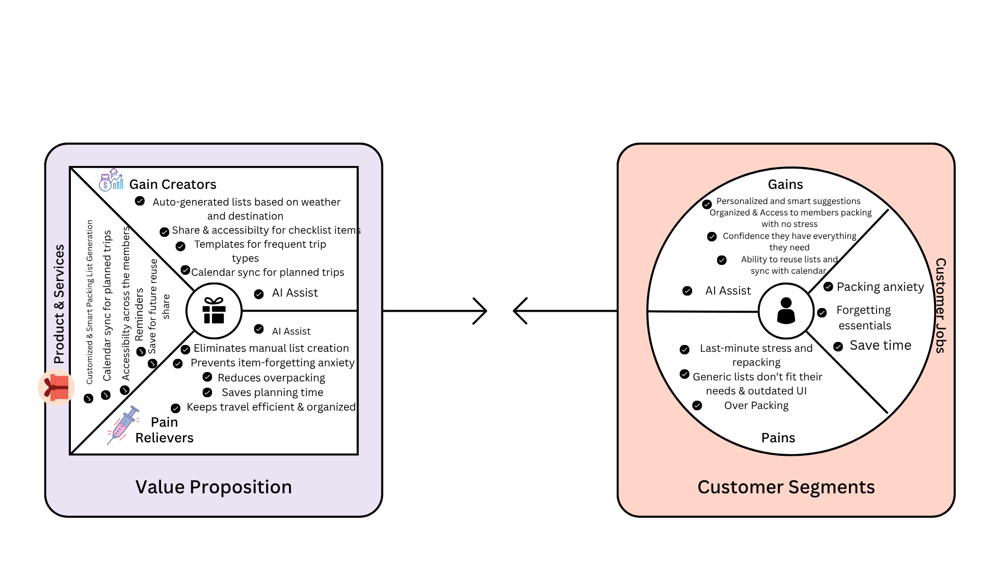 Gain Creators
Auto-generated lists based on weather
and destination
Share & accessibilty for checklist items
Templates for frequent trip
types
Calendar sync for planned trips
AI Assist
Product & Services
Customized & Smart Packing List Generation
Calendar sync for planned trips
Accessibilty across the members
Reminders
Save for future reuse
share
AI Assist
Eliminates manual list creation
Prevents item-forgetting anxiety
Reduces overpacking
Saves planning time
Keeps travel efficient & organized
Pain
Relievers
Value Proposition
Gains
Personalized and smart suggestions
Organized & Access to members packing
with no stress
Confidence they have everything
they need
Ability to reuse lists and
sync with calendar
AI Assist
Packing anxiety
Forgetting
essentials
Save time
Customer Jobs
Last-minute stress and
repacking
Generic lists don’t fit their
needs & outdated UI
Over Packing
Pains
Customer Segments